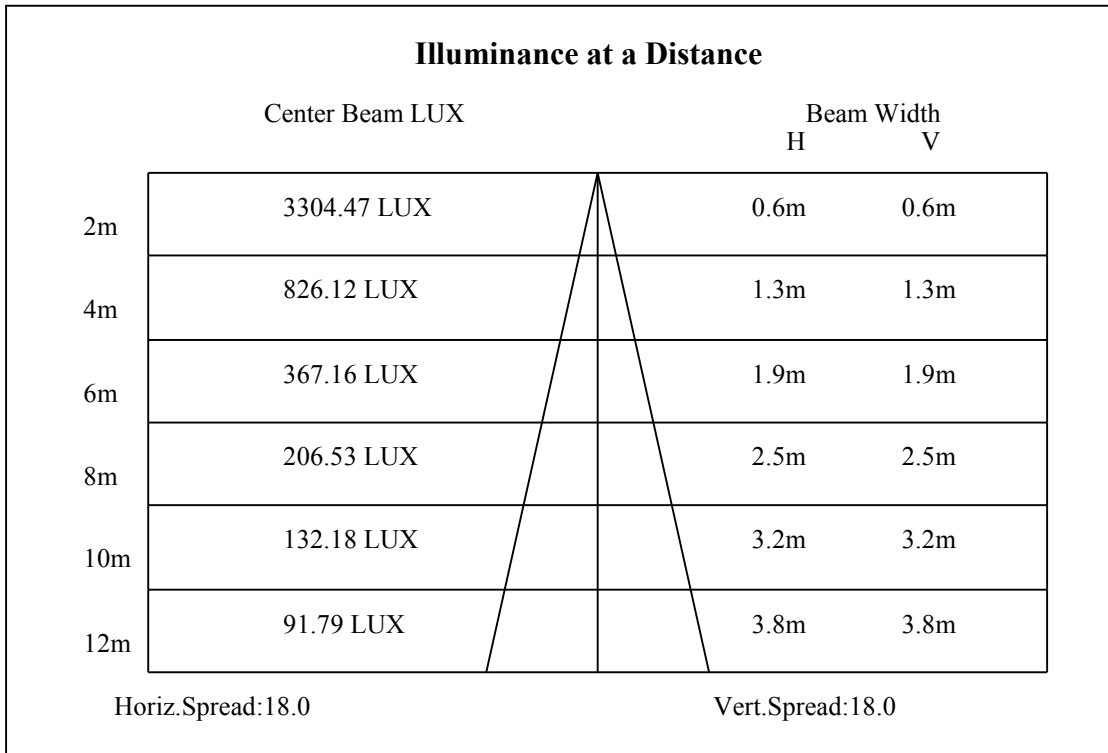 Illuminance at a Distance
Center Beam LUX Beam Width
H V
2m 3304.47 LUX 0.6m 0.6m
4m 826.12 LUX 1.3m 1.3m
6m 367.16 LUX 1.9m 1.9m
8m 206.53 LUX 2.5m 2.5m
10m 132.18 LUX 3.2m 3.2m
12m 91.79 LUX 3.8m 3.8m
Horiz.Spread:18.0 Vert.Spread:18.0